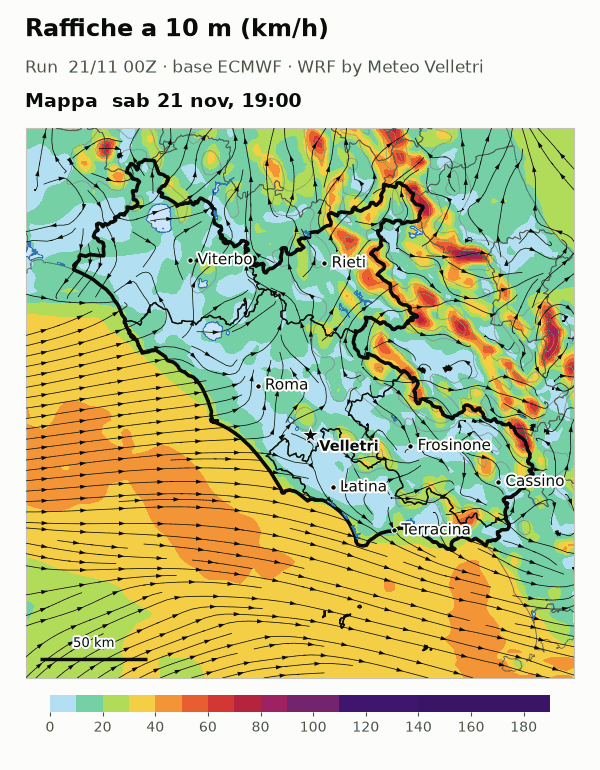 Raffiche a 10 m (km/h)
Run  21/11 00Z · base ECMWF · WRF by Meteo Velletri
Mappa  sab 21 nov, 19:00
Viterbo
Rieti
Roma
Velletri
Frosinone
Latina
Cassino
Terracina
50 km
0 20 40 60 80 100 120 140 160 180